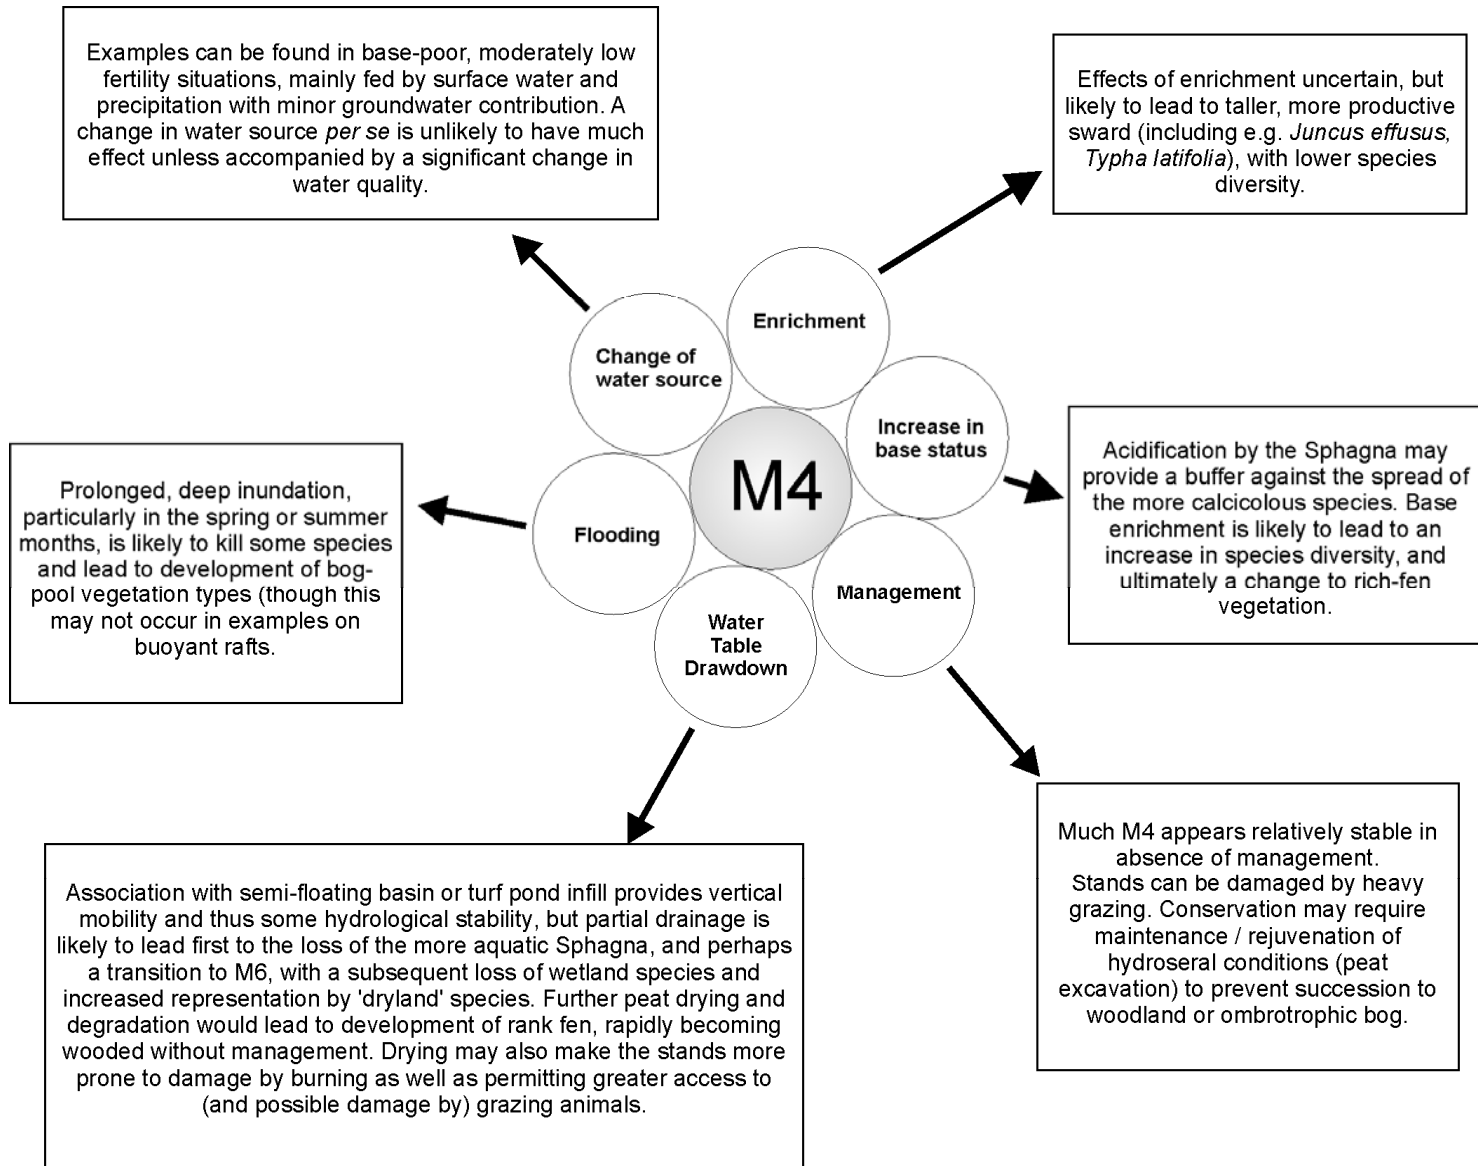 Examples can be found in base-poor, moderately low
fertility situations, mainly fed by surface water and
precipitation with minor groundwater contribution. A
change in water source per se is unlikely to have much
effect unless accompanied by a significant change in
water quality.
Effects of enrichment uncertain, but
likely to lead to taller, more productive
sward (including e.g. Juncus effusus,
Typha latifolia), with lower species
diversity.
Enrichment
Change of
water source
Increase in
base status
M4
Flooding
Management
Water
Table
Drawdown
Prolonged, deep inundation,
particularly in the spring or summer
months, is likely to kill some species
and lead to development of bog-
pool vegetation types (though this
may not occur in examples on
buoyant rafts.
Acidification by the Sphagna may
provide a buffer against the spread of
the more calcicolous species. Base
enrichment is likely to lead to an
increase in species diversity, and
ultimately a change to rich-fen
vegetation.
Association with semi-floating basin or turf pond infill provides vertical
mobility and thus some hydrological stability, but partial drainage is
likely to lead first to the loss of the more aquatic Sphagna, and perhaps
a transition to M6, with a subsequent loss of wetland species and
increased representation by 'dryland' species. Further peat drying and
degradation would lead to development of rank fen, rapidly becoming
wooded without management. Drying may also make the stands more
prone to damage by burning as well as permitting greater access to
(and possible damage by) grazing animals.
Much M4 appears relatively stable in
absence of management.
Stands can be damaged by heavy
grazing. Conservation may require
maintenance / rejuvenation of
hydroseral conditions (peat
excavation) to prevent succession to
woodland or ombrotrophic bog.